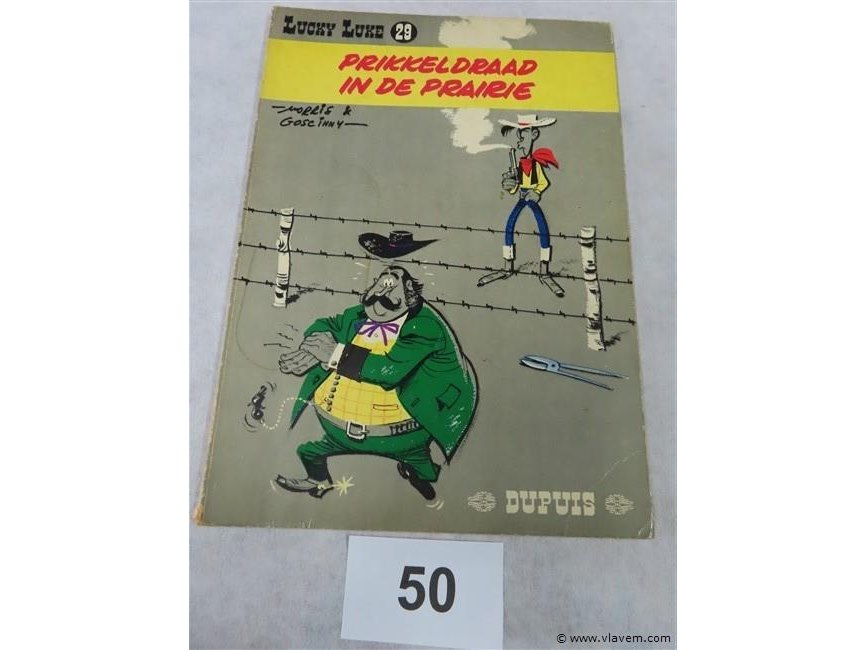 LUCKY LUKE 29
PRIKKELDRAAD
IN DE PRAIRIE
MORRIS &
GOSCINNY
DUPUIS
50
© www.vlavem.com